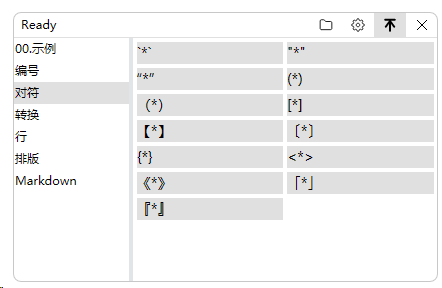 Ready
00.示例
编号
对符
转换
行
排版
Markdown
`*` "*"
“*” (*)
（*） [*]
【*】 〔*〕
{*} <*>
《*》 「*」
『*』